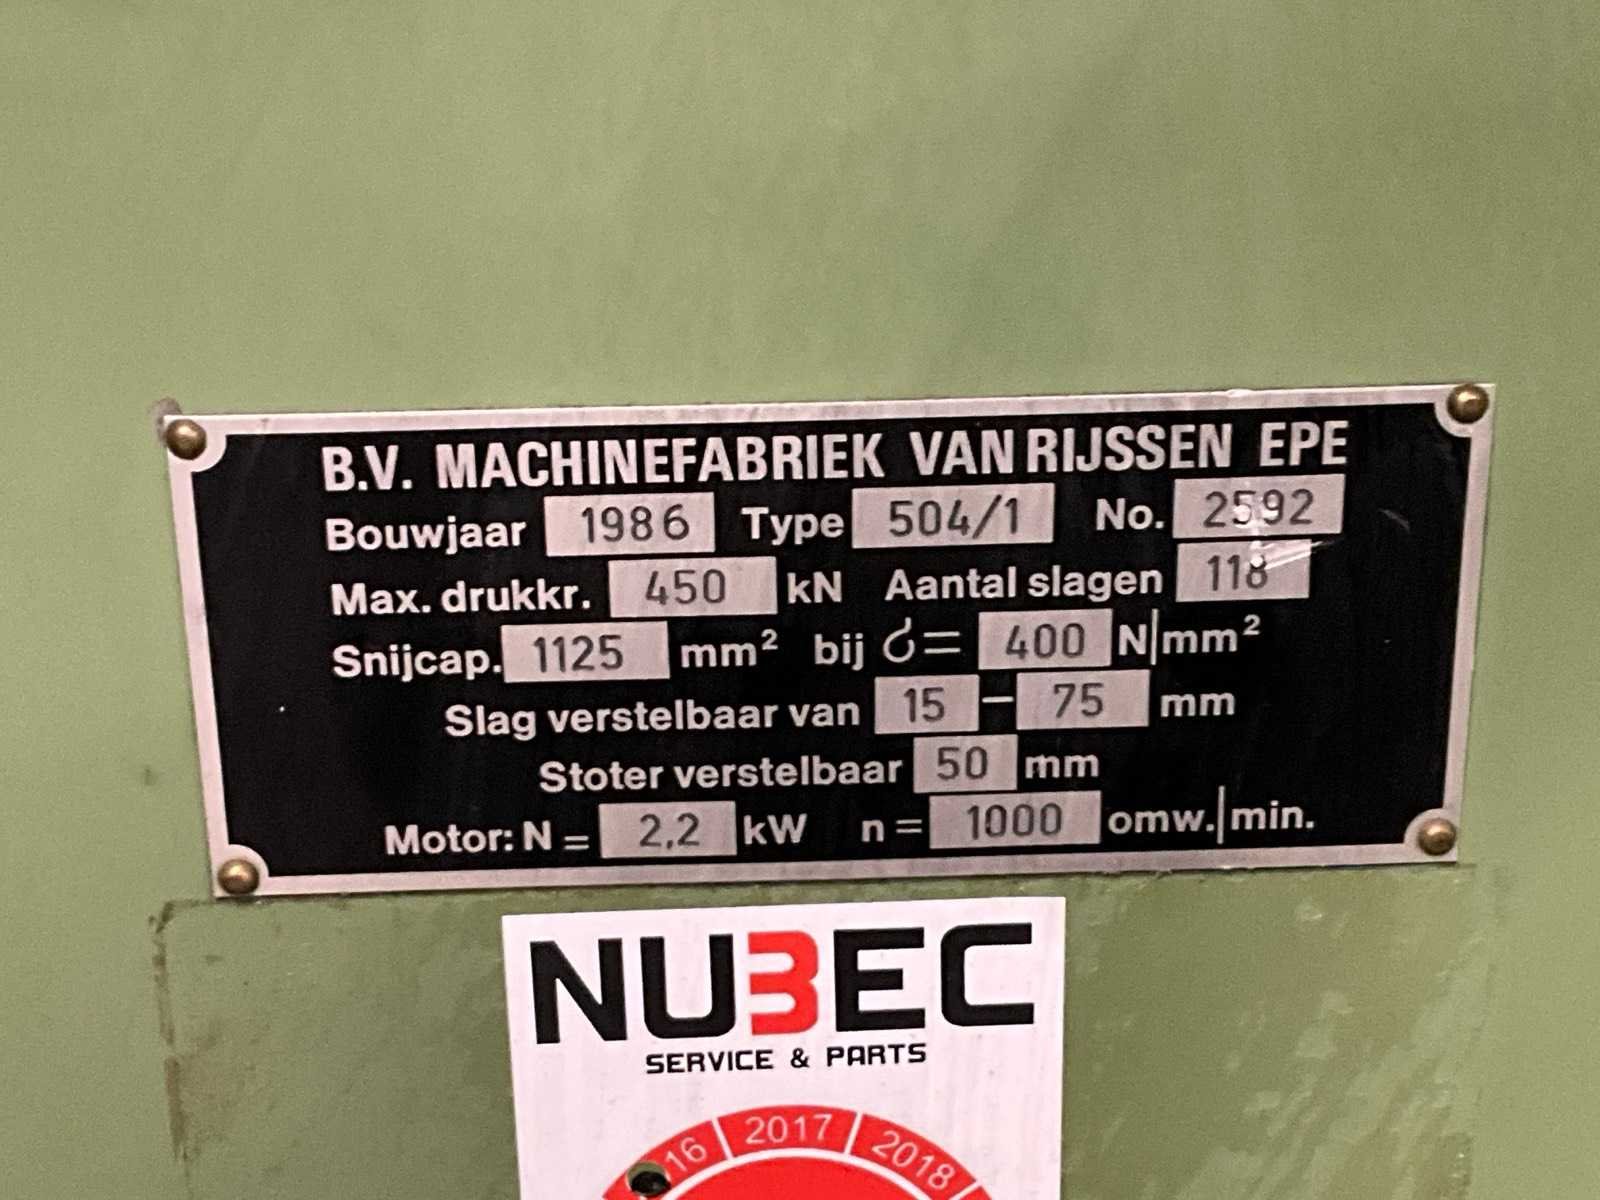 B.V. MACHINEFABRIEK VAN RIJSSEN EPE
Bouwjaar 1986 Type 504/1 No. 2592
Max. drukkr. 450 kN Aantal slagen 118
Snijcap. 1125 mm² bij σ = 400 N/mm²
Slag verstelbaar van 15 – 75 mm
Stoter verstelbaar 50 mm
Motor: N = 2,2 kW n = 1000 omw./min.
NUBEC
SERVICE & PARTS
16 2017 2018